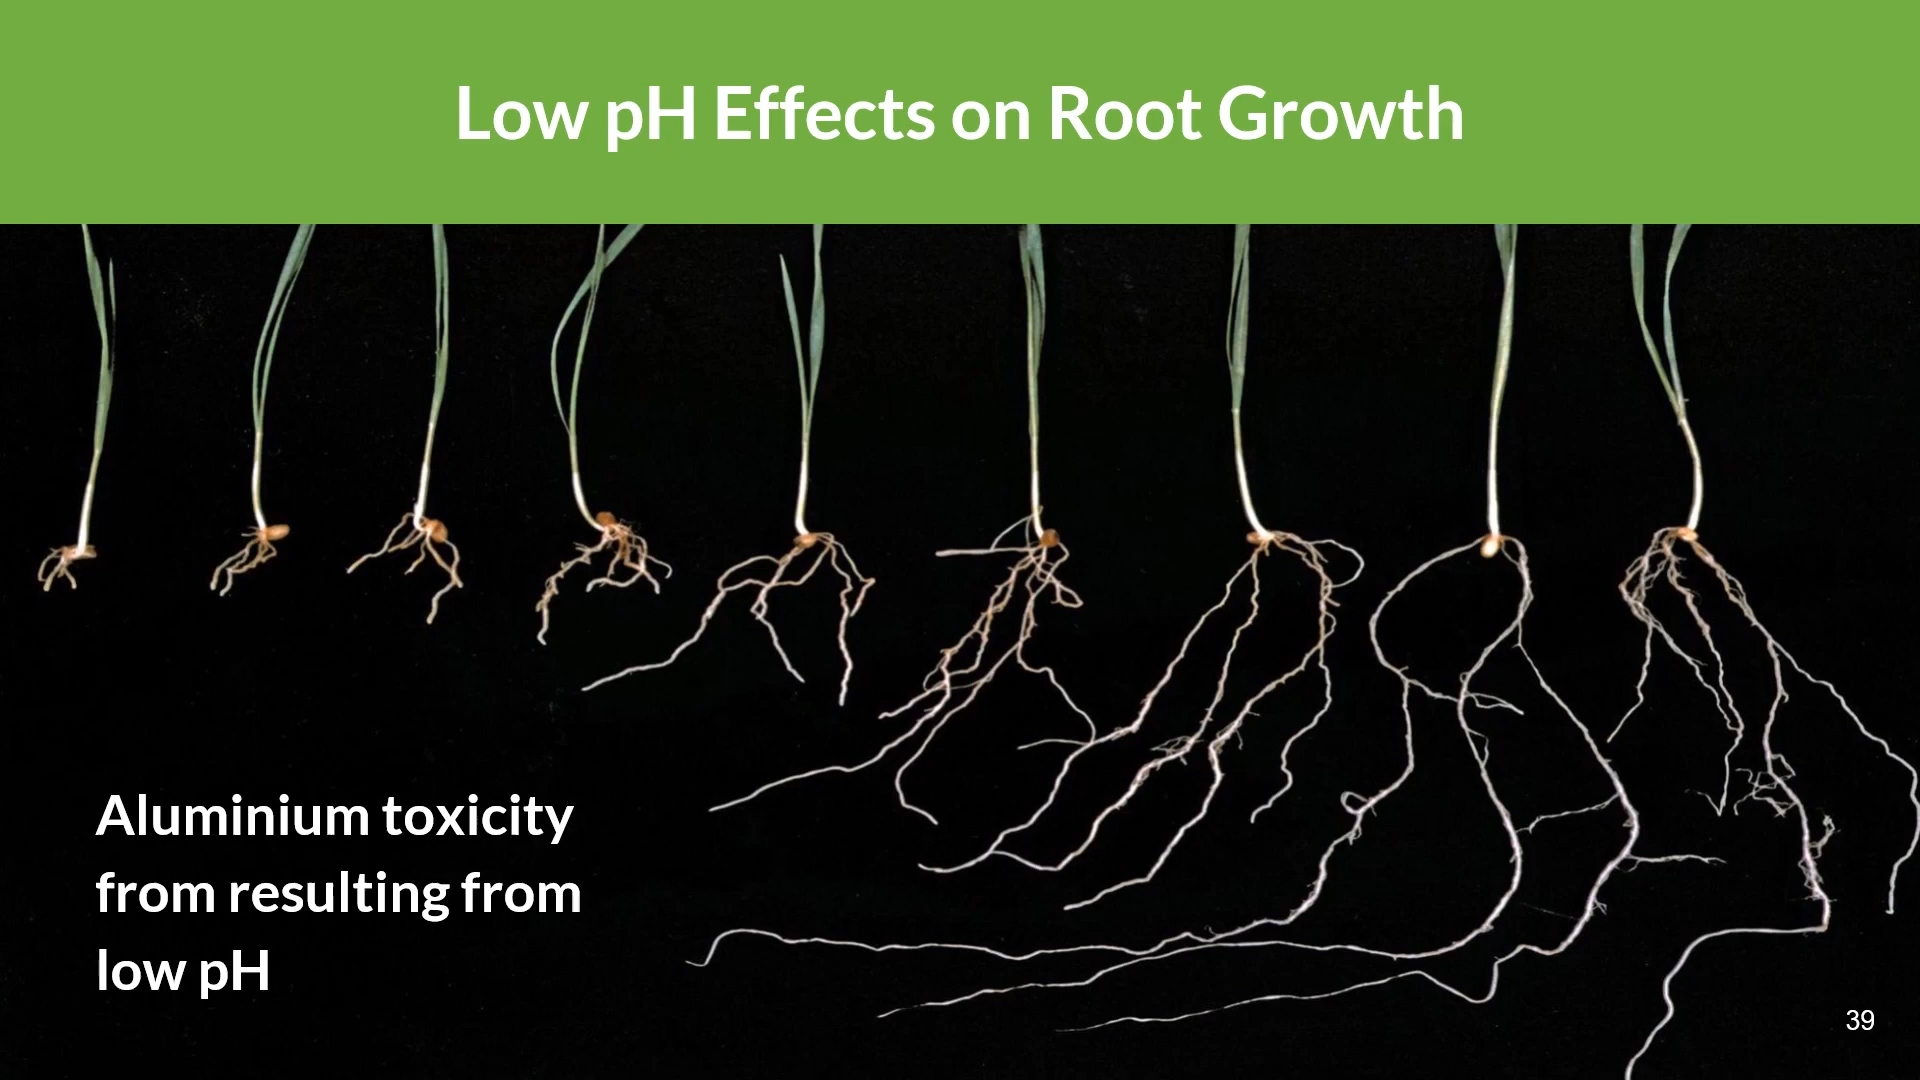 Low pH Effects on Root Growth
Aluminium toxicity
from resulting from
low pH
39